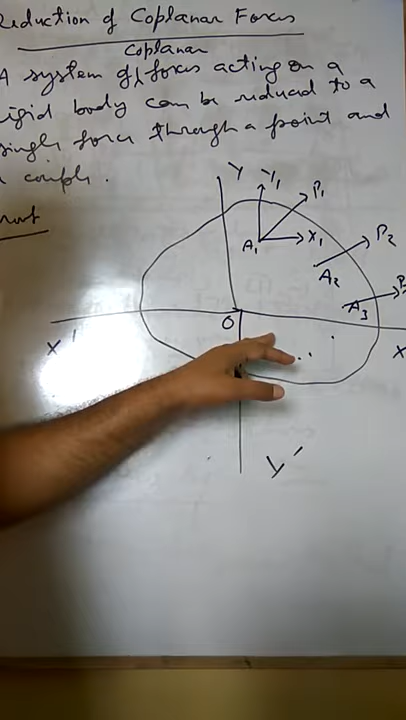 Reduction of Coplanar Forces
Coplanar
A system of forces acting on a
rigid body can be reduced to a
single force through a point and
a couple.
Y Y₁ P₁
A₁ X₁ P₂
A₂
A₃ P₃
O
X' X
Y'